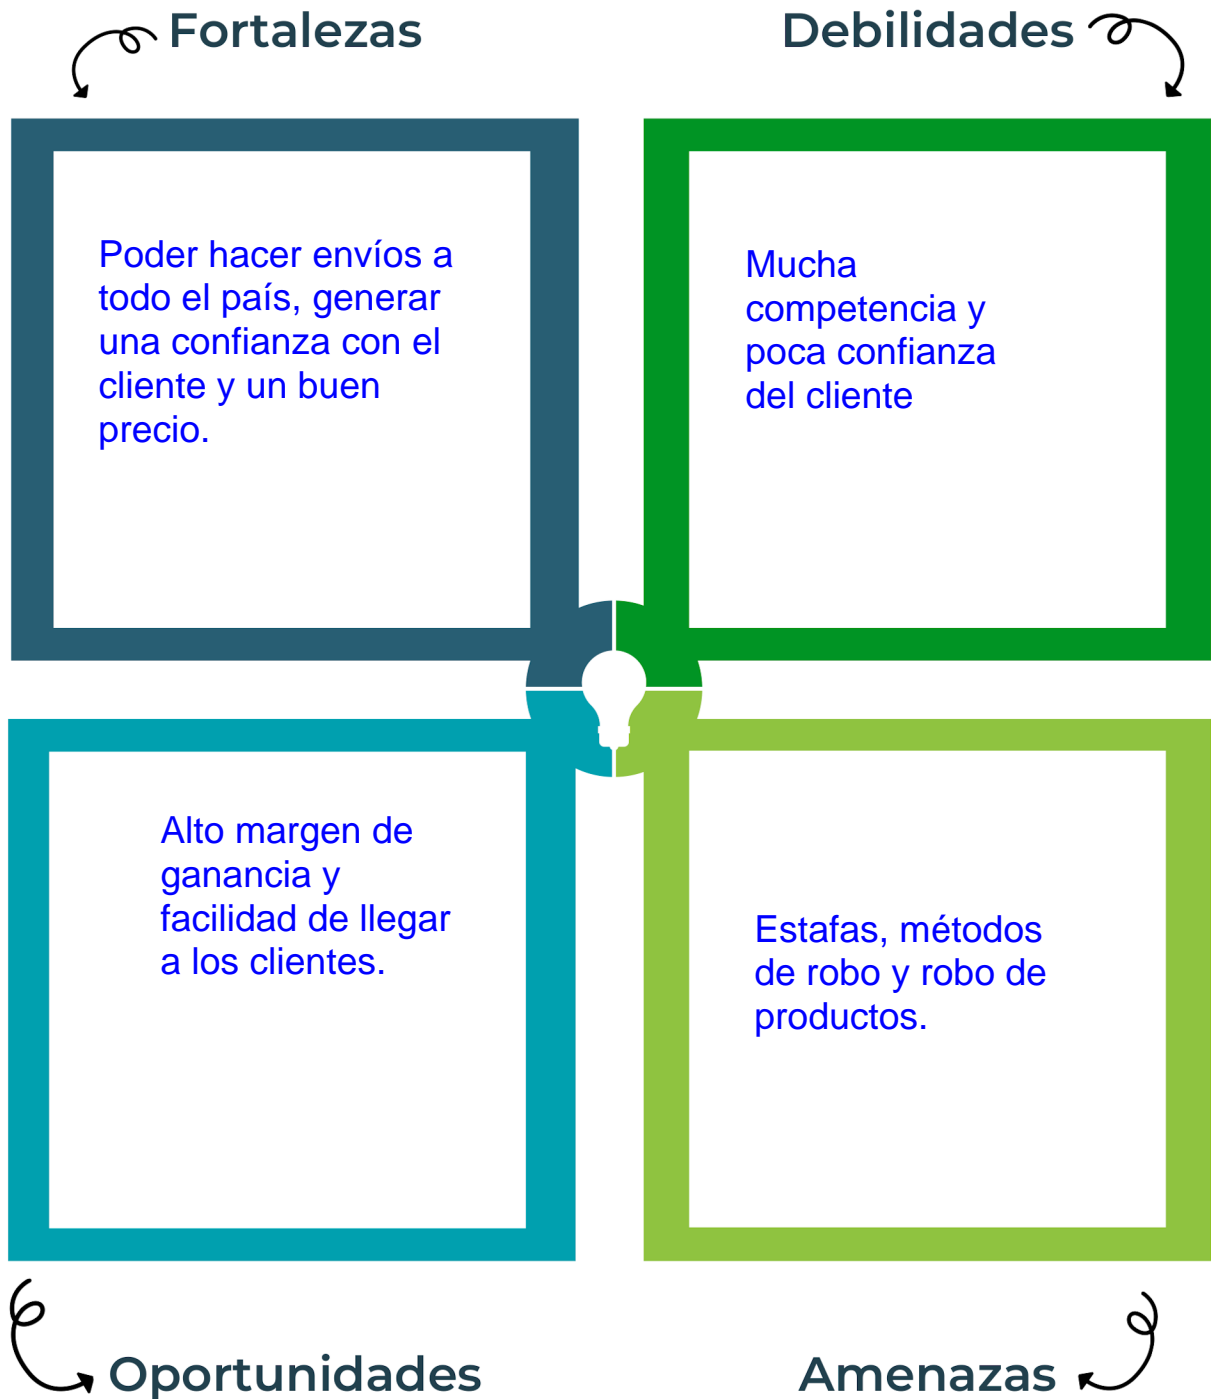 Fortalezas
Debilidades
Poder hacer envíos a
todo el país, generar
una confianza con el
cliente y un buen
precio.
Mucha
competencia y
poca confianza
del cliente
Alto margen de
ganancia y
facilidad de llegar
a los clientes.
Estafas, métodos
de robo y robo de
productos.
Oportunidades
Amenazas